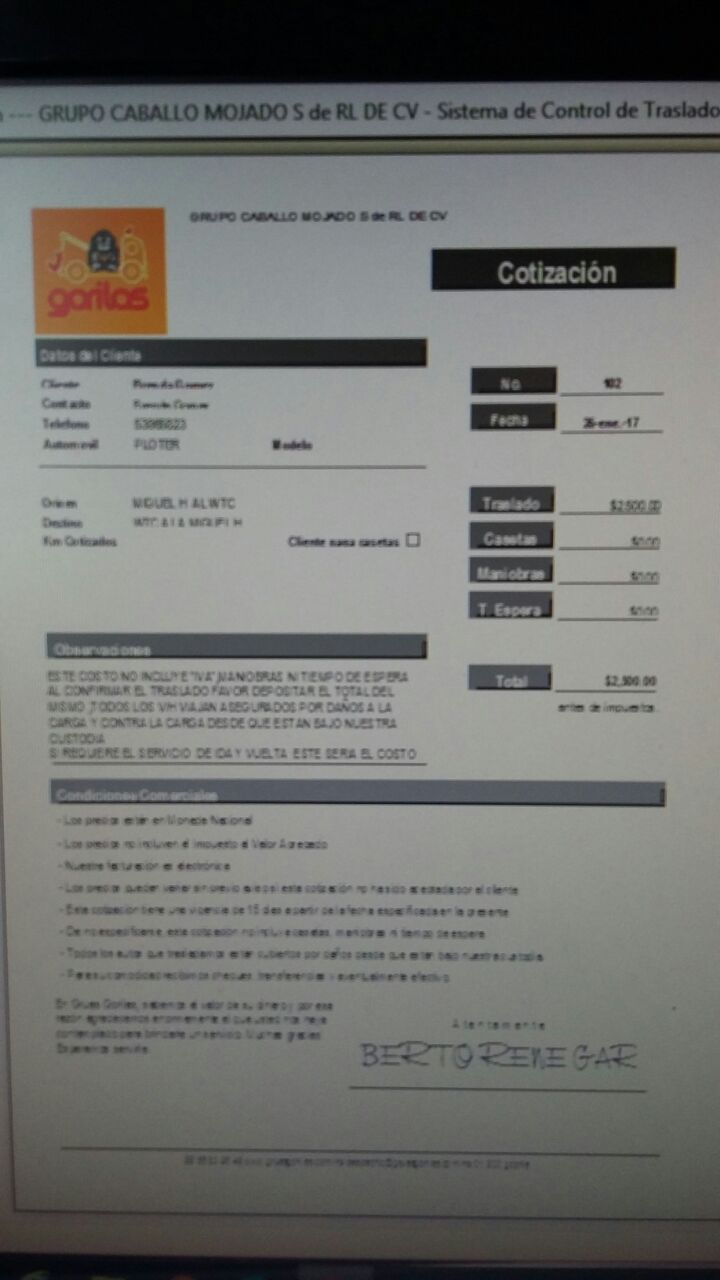 --- GRUPO CABALLO MOJADO S de RL DE CV - Sistema de Control de Traslado
GRUPO CABALLO MOJADO S de RL DE CV
gorilas
Cotización
Datos del Cliente
Cliente
No. 102
Contacto
Telefono
Fecha 26-ene.-17
Automovil PLOTER Modelo
Origen MIGUEL H. AL WTC
Traslado $2,500.00
Destino WTC A LA MIGUEL H
Km Cotizados Cliente paga casetas
Casetas $0.00
Maniobras $0.00
T. Espera $0.00
Observaciones
ESTE COSTO NO INCLUYE "IVA" MANIOBRAS NI TIEMPO DE ESPERA
AL CONFIRMAR EL TRASLADO FAVOR DEPOSITAR EL TOTAL DEL
MISMO ,TODOS LOS V/H VIAJAN ASEGURADOS POR DAÑOS A LA
CARGA Y CONTRA LA CARGA DESDE QUE ESTAN BAJO NUESTRA
CUSTODIA
SI REQUIERE EL SERVICIO DE IDA Y VUELTA ESTE SERIA EL COSTO
Total $2,500.00
antes de impuestos.
Condiciones Comerciales
- Los precios están en Moneda Nacional
- Los precios no incluyen el Impuesto al Valor Agregado
- Nuestra facturación es electrónica
- Los precios pueden variar sin previo aviso si esta cotización no ha sido aceptada por el cliente
- Esta cotización tiene una vigencia de 15 días a partir de la fecha especificada en la presente
- De no especificarse, esta cotización no incluye casetas, maniobras ni tiempo de espera
- Todos los autos que trasladamos están cubiertos por daños desde que están bajo nuestra custodia
- Para su comodidad recibimos cheques, transferencias y eventualmente efectivo
En Grúas Gorilas, sabemos el valor de su dinero y por esa
razón agradecemos enormemente el que usted nos haya
contemplado para brindarle un servicio. Muchas gracias.
Esperamos servirle.
Atentamente
BERTO RENE GAR